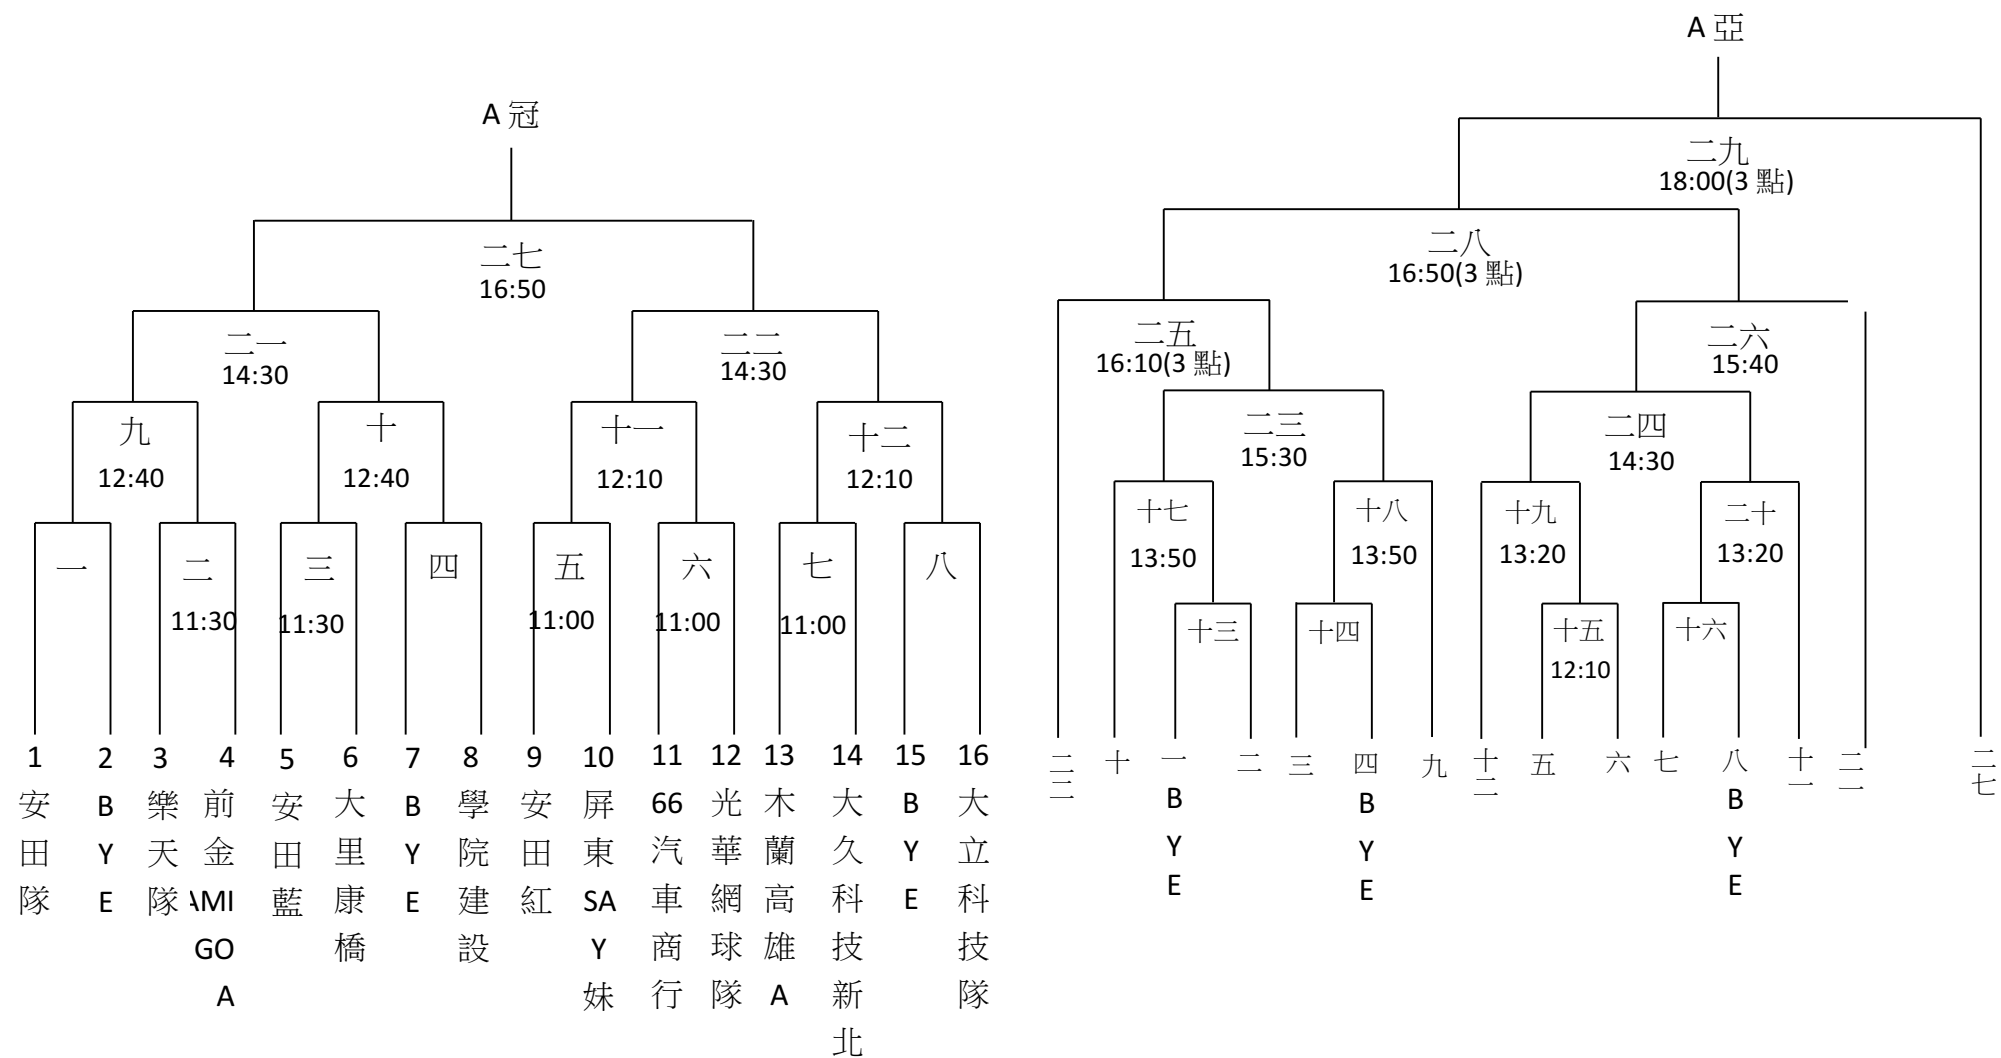 A 冠
二七
16:50
二一
14:30
二二
14:30
九
12:40
十
12:40
十一
12:10
十二
12:10
一
二
11:30
三
11:30
四
五
11:00
六
11:00
七
11:00
八
1
安田隊
2
BYE
3
樂天隊
4
前金AMIGO A
5
安田藍
6
大里康橋
7
BYE
8
學院建設
9
安田紅
10
屏東SAY妹
11
66汽車商行
12
光華網球隊
13
木蘭高雄A
14
大久科技新北
15
BYE
16
大立科技隊
A 亞
二九
18:00(3 點)
二八
16:50(3 點)
二五
16:10(3 點)
二六
15:40
二三
15:30
二四
14:30
十七
13:50
十八
13:50
十九
13:20
二十
13:20
十三
十四
十五
12:10
十六
二二
十
一
BYE
二
三
四
BYE
九
十二
五
六
七
八
BYE
十一
二一
二七